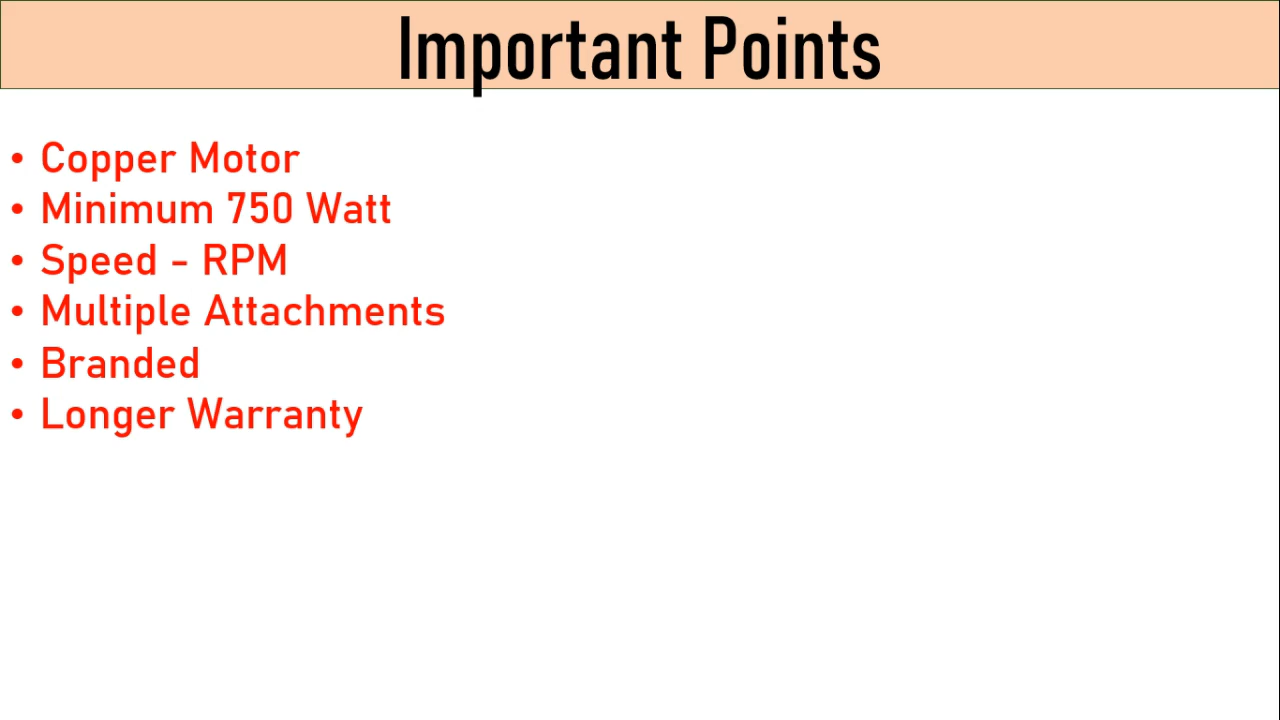 Important Points
• Copper Motor
• Minimum 750 Watt
• Speed - RPM
• Multiple Attachments
• Branded
• Longer Warranty